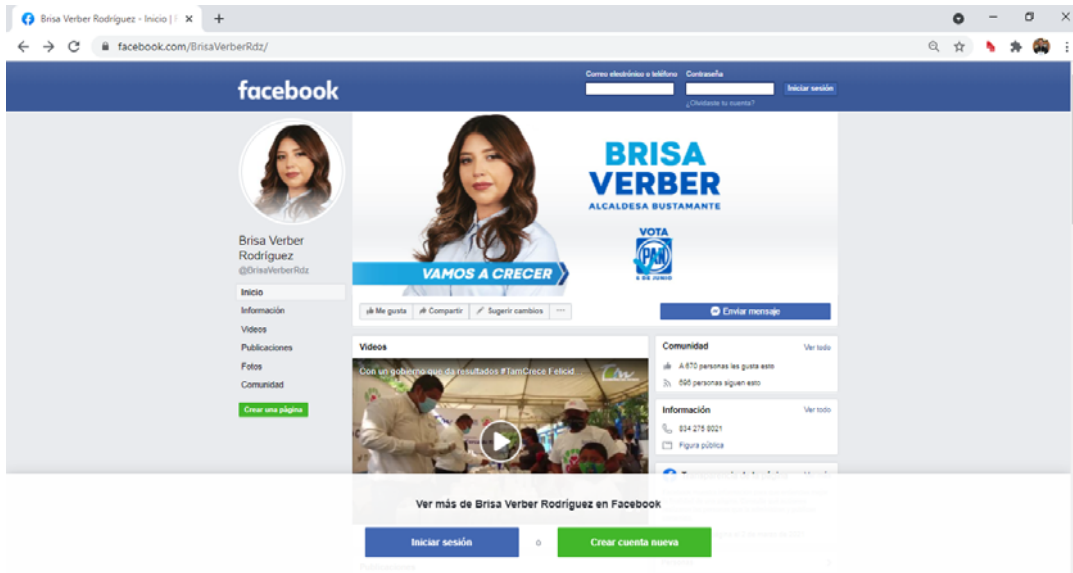 Brisa Verber Rodríguez - Inicio | F
facebook.com/BrisaVerberRdz/
facebook
Correo electrónico o teléfono
Contraseña
Iniciar sesión
¿Olvidaste tu cuenta?
BRISA
VERBER
ALCALDESA BUSTAMANTE
VOTA
PAN
6 DE JUNIO
VAMOS A CRECER
Brisa Verber
Rodríguez
@BrisaVerberRdz
Inicio
Información
Videos
Publicaciones
Fotos
Comunidad
Crear una página
Me gusta
Compartir
Sugerir cambios
Enviar mensaje
Videos
Con un gobierno que da resultados #TamCrece Felicid...
Comunidad
Ver todo
A 670 personas les gusta esto
696 personas siguen esto
Información
Ver todo
834 275 8021
Figura pública
Ver más de Brisa Verber Rodríguez en Facebook
Iniciar sesión
o
Crear cuenta nueva
Publicaciones